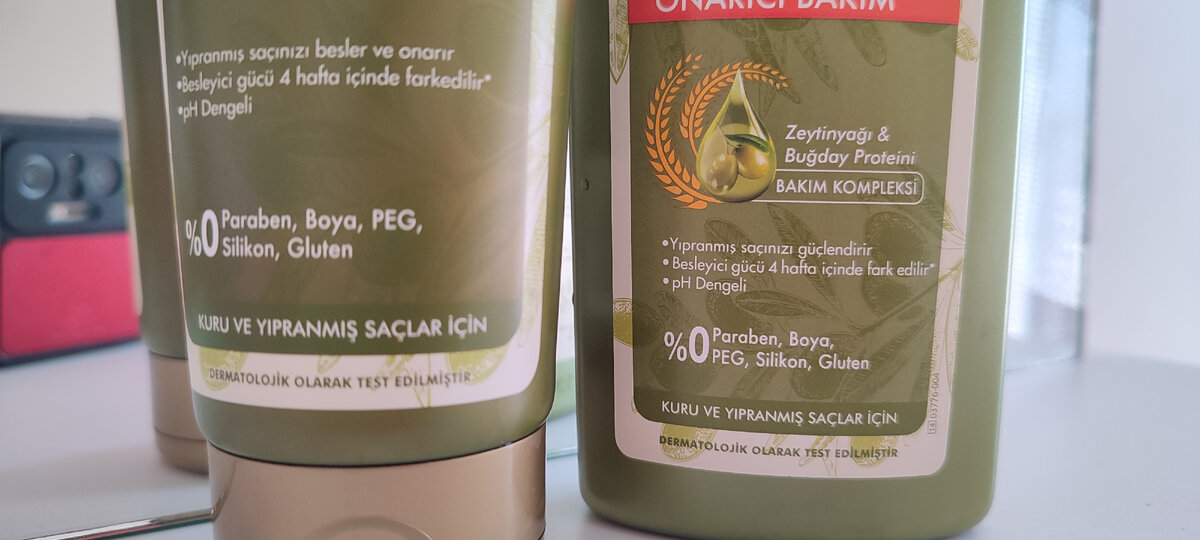 •Yıpranmış saçınızı besler ve onarır
•Besleyici gücü 4 hafta içinde farkedilir*
•pH Dengeli
%0 Paraben, Boya, PEG,
Silikon, Gluten
KURU VE YIPRANMIŞ SAÇLAR İÇİN
DERMATOLOJİK OLARAK TEST EDİLMİŞTİR
ONARICI BAKIM
Zeytinyağı &
Buğday Proteini
BAKIM KOMPLEKSİ
•Yıpranmış saçınızı güçlendirir
• Besleyici gücü 4 hafta içinde fark edilir*
• pH Dengeli
%0 Paraben, Boya,
PEG, Silikon, Gluten
KURU VE YIPRANMIŞ SAÇLAR İÇİN
DERMATOLOJİK OLARAK TEST EDİLMİŞTİR
14 03776-004